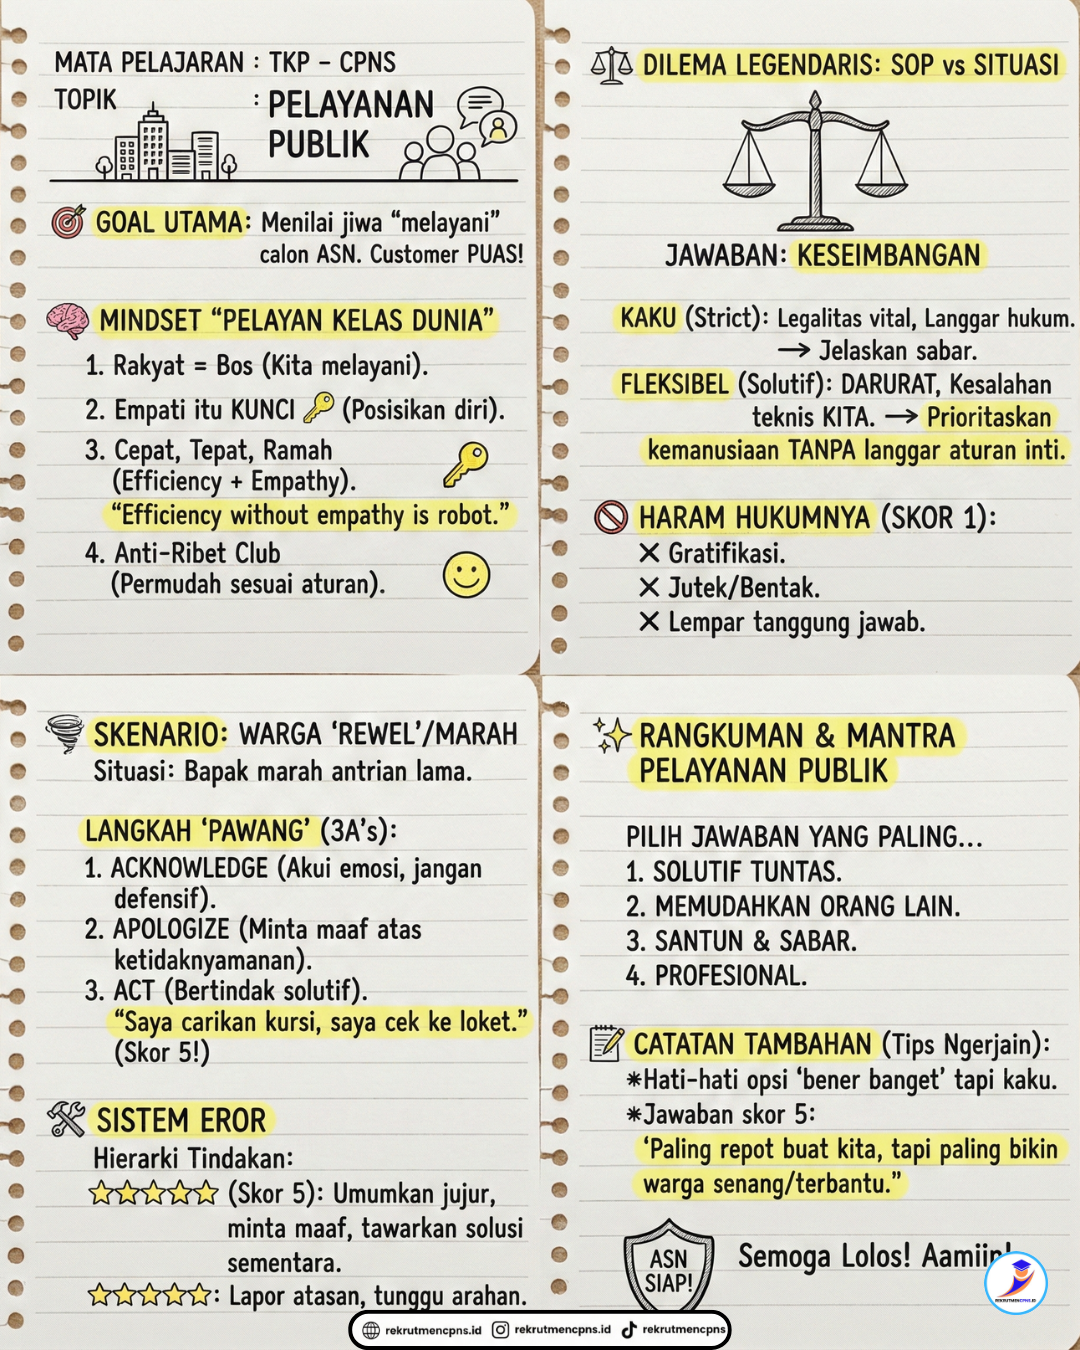 MATA PELAJARAN : TKP – CPNS
TOPIK : PELAYANAN
PUBLIK
GOAL UTAMA: Menilai jiwa “melayani”
calon ASN. Customer PUAS!
MINDSET “PELAYAN KELAS DUNIA”
1. Rakyat = Bos (Kita melayani).
2. Empati itu KUNCI (Posisikan diri).
3. Cepat, Tepat, Ramah
(Efficiency + Empathy).
“Efficiency without empathy is robot.”
4. Anti-Ribet Club
(Permudah sesuai aturan).
DILEMA LEGENDARIS: SOP vs SITUASI
JAWABAN: KESEIMBANGAN
KAKU (Strict): Legalitas vital, Langgar hukum.
→ Jelaskan sabar.
FLEKSIBEL (Solutif): DARURAT, Kesalahan
teknis KITA. → Prioritaskan
kemanusiaan TANPA langgar aturan inti.
HARAM HUKUMNYA (SKOR 1):
✕ Gratifikasi.
✕ Jutek/Bentak.
✕ Lempar tanggung jawab.
SKENARIO: WARGA ‘REWEL’/MARAH
Situasi: Bapak marah antrian lama.
LANGKAH ‘PAWANG’ (3A’s):
1. ACKNOWLEDGE (Akui emosi, jangan
defensif).
2. APOLOGIZE (Minta maaf atas
ketidaknyamanan).
3. ACT (Bertindak solutif).
“Saya carikan kursi, saya cek ke loket.”
(Skor 5!)
SISTEM EROR
Hierarki Tindakan:
(Skor 5): Umumkan jujur,
minta maaf, tawarkan solusi
sementara.
: Lapor atasan, tunggu arahan.
RANGKUMAN & MANTRA
PELAYANAN PUBLIK
PILIH JAWABAN YANG PALING...
1. SOLUTIF TUNTAS.
2. MEMUDAHKAN ORANG LAIN.
3. SANTUN & SABAR.
4. PROFESIONAL.
CATATAN TAMBAHAN (Tips Ngerjain):
*Hati-hati opsi ‘bener banget’ tapi kaku.
*Jawaban skor 5:
‘Paling repot buat kita, tapi paling bikin
warga senang/terbantu.”
ASN
SIAP!
Semoga Lolos! Aamiin!
REKRUTMENCPNS.ID
rekrutmencpns.id rekrutmencpns.id rekrutmencpns